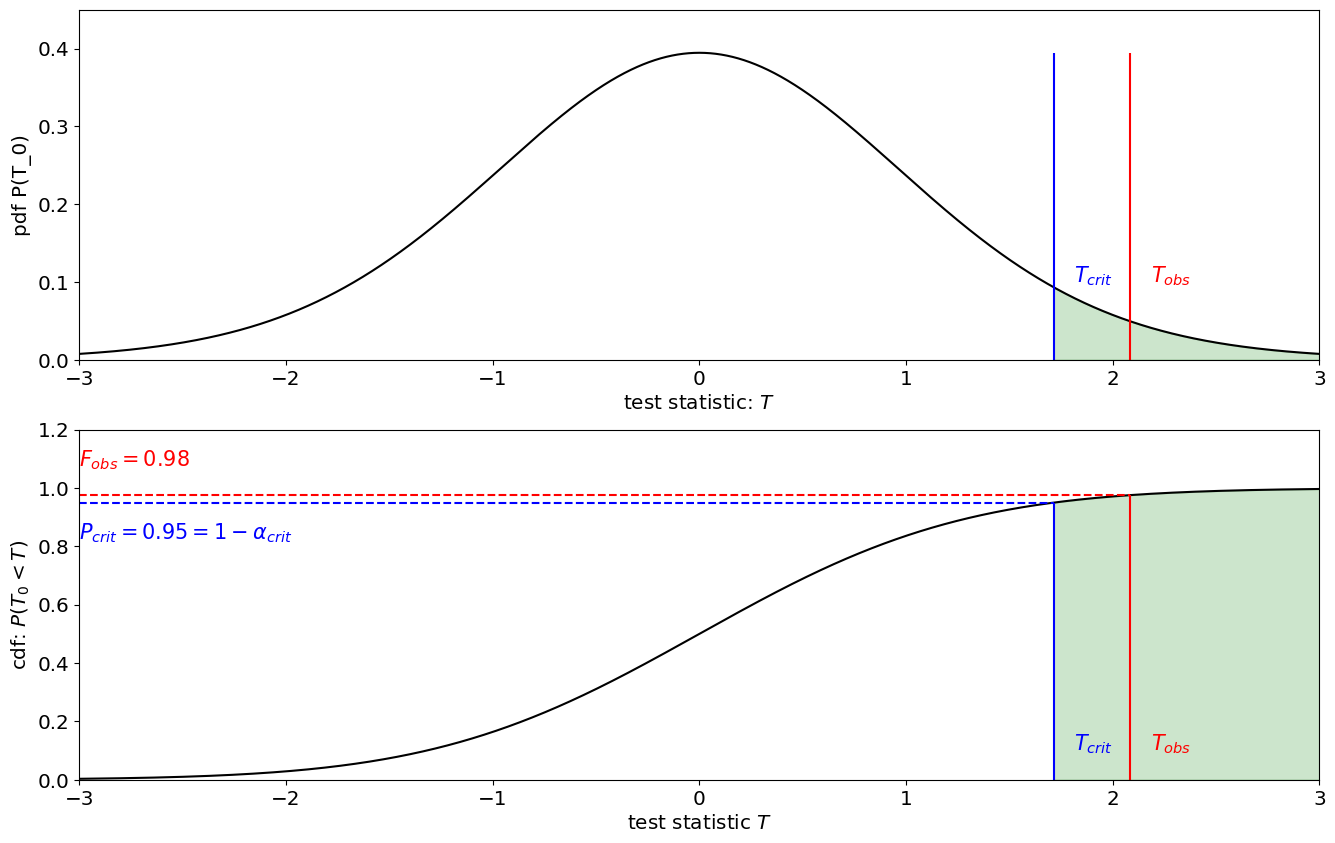 0.4
0.3
0.2
0.1
0.0
pdf P(T_0)
T_crit
T_obs
−3 −2 −1 0 1 2 3
test statistic: T
1.2
1.0
0.8
0.6
0.4
0.2
0.0
cdf: P(T_0 < T)
F_obs = 0.98
P_crit = 0.95 = 1 − α_crit
T_crit
T_obs
−3 −2 −1 0 1 2 3
test statistic T